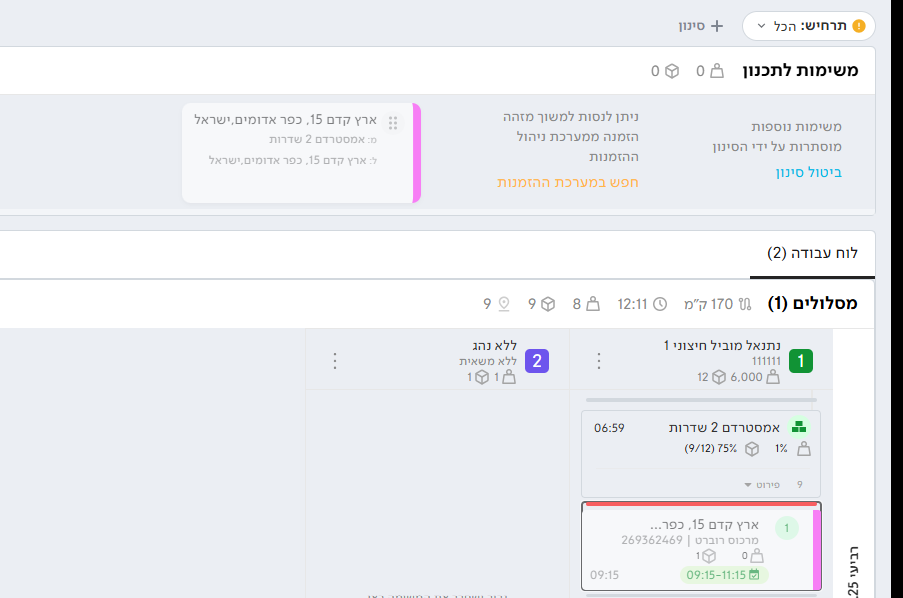 תרחיש: הכל
סינון
משימות לתכנון
0
0
משימות נוספות
מוסתרות על ידי הסינון
ביטול סינון
ניתן לנסות למשוך מזהה
הזמנה ממערכת ניהול
ההזמנות
חפש במערכת ההזמנות
ארץ קדם 15, כפר אדומים,ישראל
מ: אמסטרדם 2 שדרות
ל: ארץ קדם 15, כפר אדומים,ישראל
לוח עבודה (2)
מסלולים (1)
170 ק"מ
12:11
8
9
9
1
נתנאל מוביל חיצוני 1
111111
6,000
12
2
ללא נהג
ללא משאית
1
1
אמסטרדם 2 שדרות
06:59
1%
75% (9/12)
9
פירוט
1
ארץ קדם 15, כפר...
מרכוס רוברט | 269362469
0
1
09:15-11:15
09:15
רביעי
25.